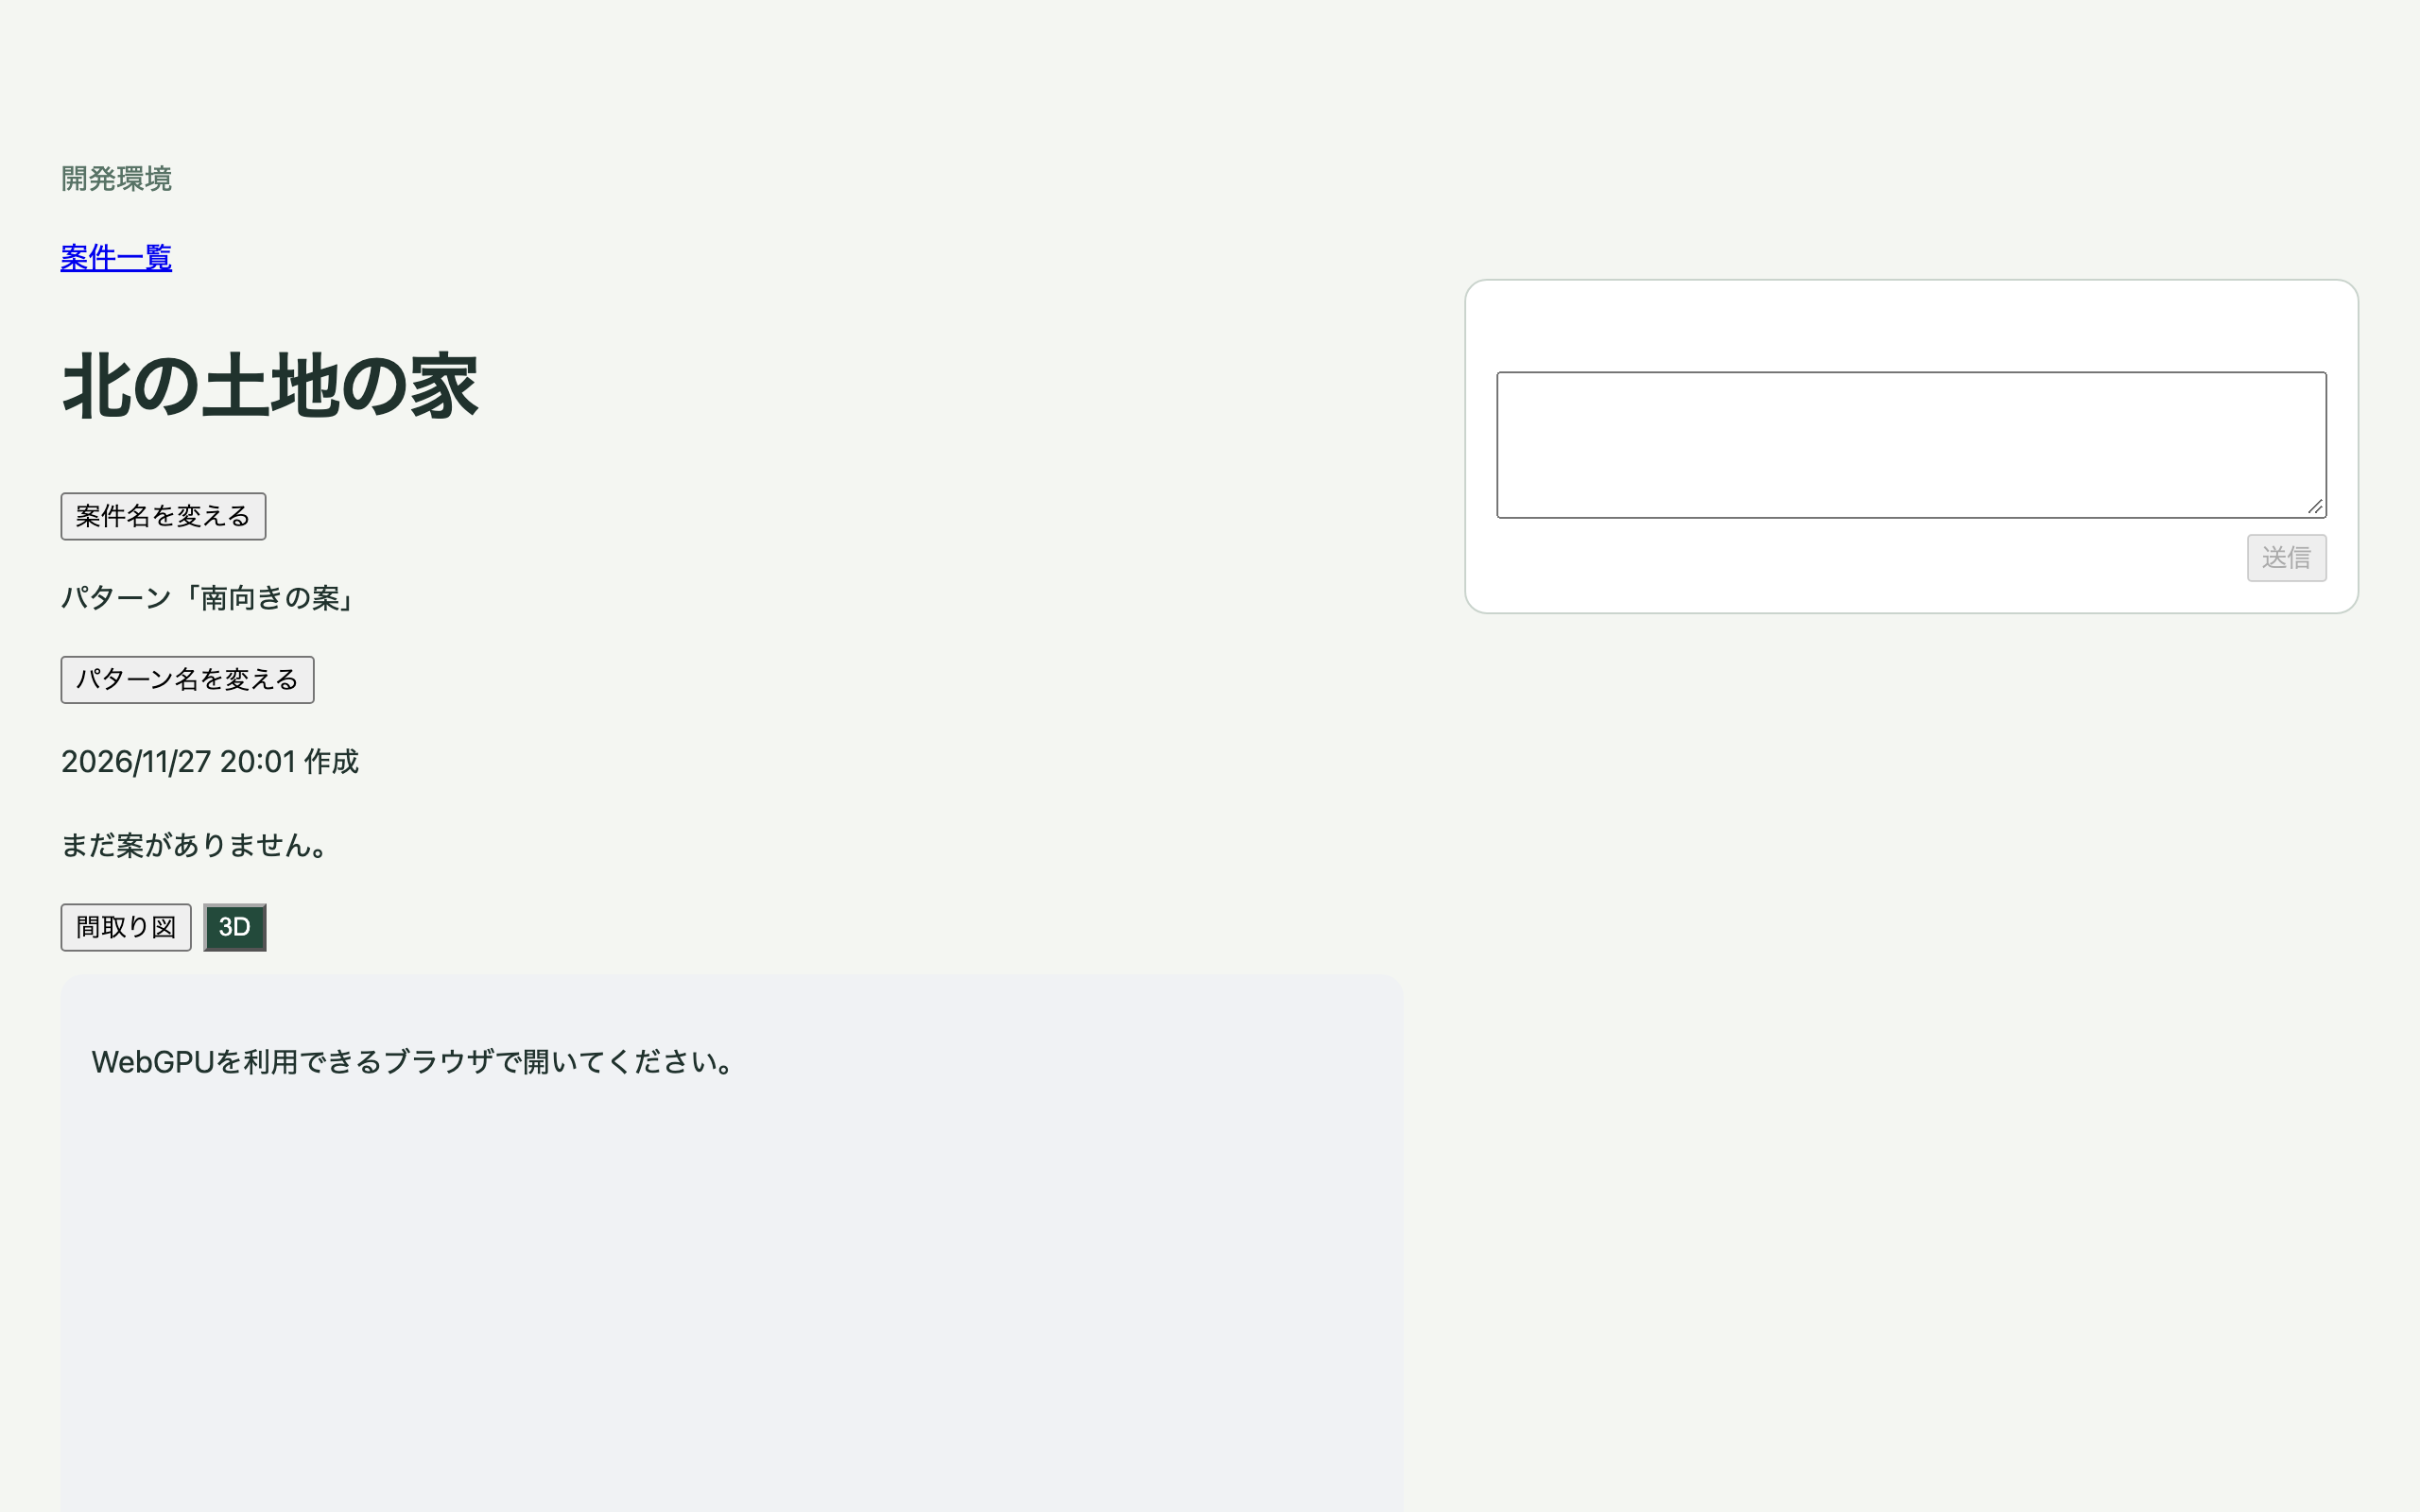 開発環境
案件一覧
北の土地の家
案件名を変える
パターン「南向きの案」
パターン名を変える
2026/11/27 20:01 作成
まだ案がありません。
間取り図 3D
WebGPUを利用できるブラウザで開いてください。
送信